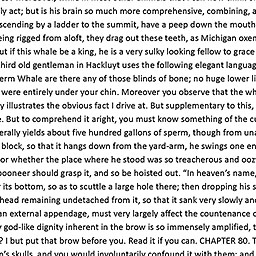 ly act; but is his brain so much more comprehensive, combining, a
scending by a ladder to the summit, have a peep down the mouth
eing rigged from aloft, they drag out these teeth, as Michigan oxen
ut if this whale be a king, he is a very sulky looking fellow to grace
hird old gentleman in Hackluyt uses the following elegant languag
erm Whale are there any of those blinds of bone; no huge lower li
were entirely under your chin. Moreover you observe that the wh
ly illustrates the obvious fact I drive at. But supplementary to this,
e. But to comprehend it aright, you must know something of the cu
erally yields about five hundred gallons of sperm, though from una
block, so that it hangs down from the yard-arm, he swings one en
or whether the place where he stood was so treacherous and ooz
pooneer should grasp it, and so be hoisted out. “In heaven’s name,
r its bottom, so as to scuttle a large hole there; then dropping his s
head remaining undetached from it, so that it sank very slowly and
an external appendage, must very largely affect the countenance o
y god-like dignity inherent in the brow is so immensely amplified, t
? I but put that brow before you. Read it if you can. CHAPTER 80. T
n’s skulls, and you would involuntarily confound it with them; and